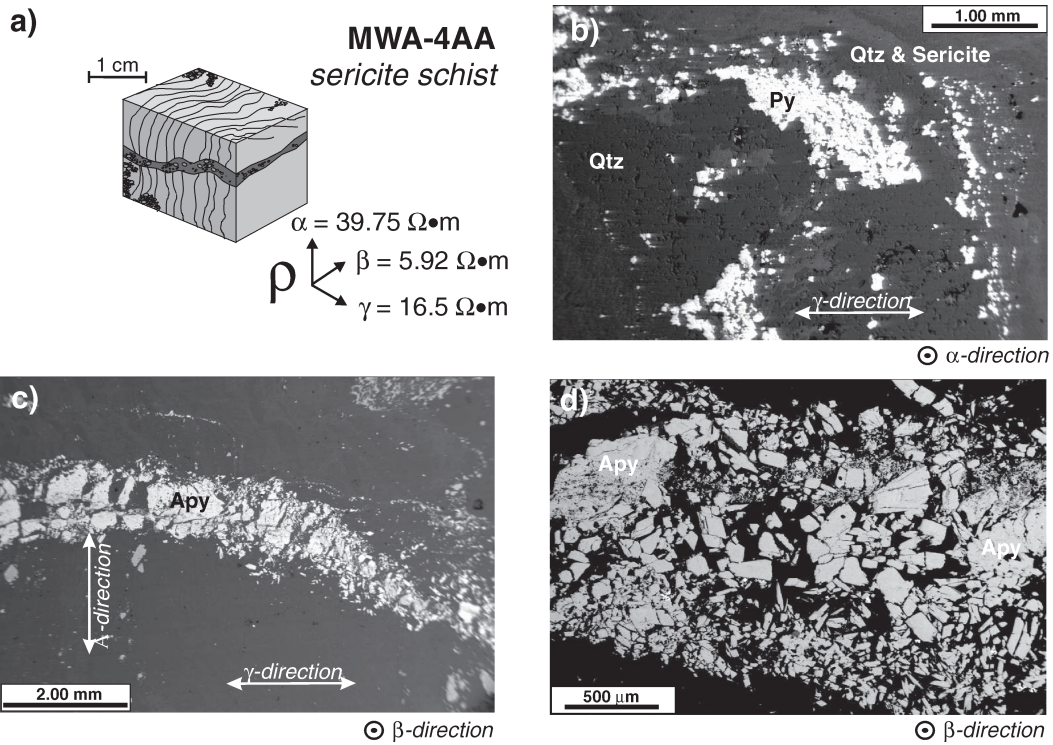 a)
MWA-4AA
sericite schist
1 cm
α = 39.75 Ω•m
ρ
β = 5.92 Ω•m
γ = 16.5 Ω•m
b)
1.00 mm
Qtz & Sericite
Py
Qtz
γ-direction
α-direction
c)
Apy
A-direction
γ-direction
2.00 mm
β-direction
d)
Apy
Apy
500 µm
β-direction